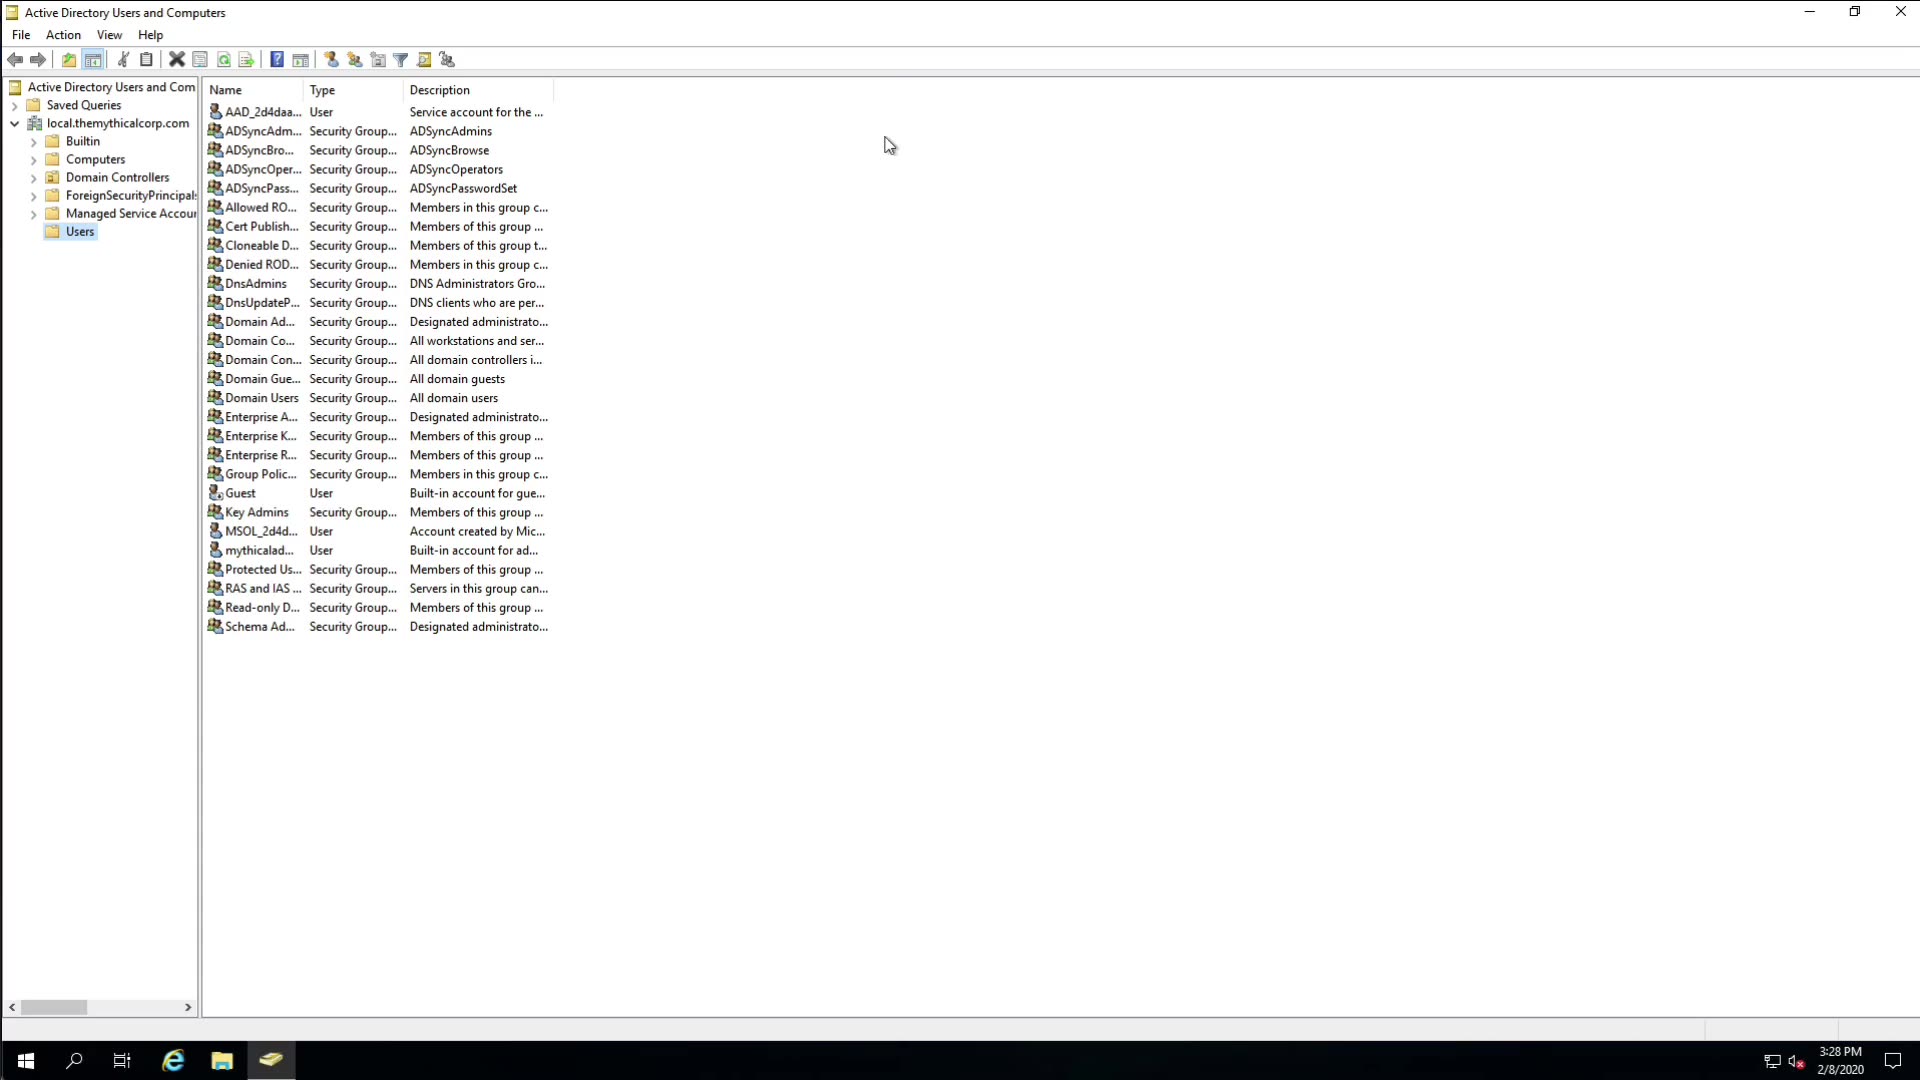 Active Directory Users and Computers
File Action View Help
Active Directory Users and Com
Saved Queries
local.themythicalcorp.com
Builtin
Computers
Domain Controllers
ForeignSecurityPrincipals
Managed Service Accour
Users
Name Type Description
AAD_2d4daa... User Service account for the ...
ADSyncAdm... Security Group... ADSyncAdmins
ADSyncBro... Security Group... ADSyncBrowse
ADSyncOper... Security Group... ADSyncOperators
ADSyncPass... Security Group... ADSyncPasswordSet
Allowed RO... Security Group... Members in this group c...
Cert Publish... Security Group... Members of this group ...
Cloneable D... Security Group... Members of this group t...
Denied ROD... Security Group... Members in this group c...
DnsAdmins Security Group... DNS Administrators Gro...
DnsUpdateP... Security Group... DNS clients who are per...
Domain Ad... Security Group... Designated administrato...
Domain Co... Security Group... All workstations and ser...
Domain Con... Security Group... All domain controllers i...
Domain Gue... Security Group... All domain guests
Domain Users Security Group... All domain users
Enterprise A... Security Group... Designated administrato...
Enterprise K... Security Group... Members of this group ...
Enterprise R... Security Group... Members of this group ...
Group Polic... Security Group... Members in this group c...
Guest User Built-in account for gue...
Key Admins Security Group... Members of this group ...
MSOL_2d4d... User Account created by Mic...
mythicalad... User Built-in account for ad...
Protected Us... Security Group... Members of this group ...
RAS and IAS ... Security Group... Servers in this group can...
Read-only D... Security Group... Members of this group ...
Schema Ad... Security Group... Designated administrato...
3:28 PM
2/8/2020